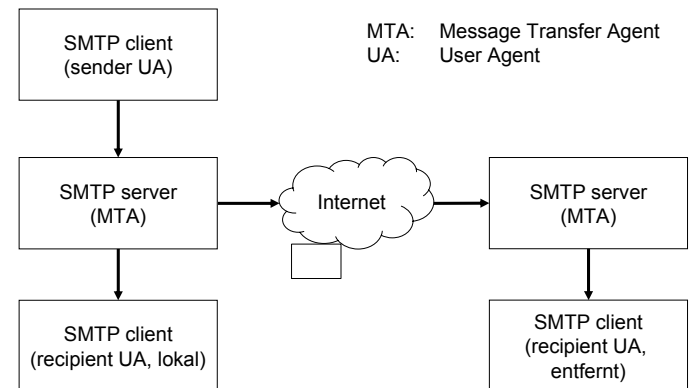 SMTP client
(sender UA)
MTA: Message Transfer Agent
UA: User Agent
SMTP server
(MTA)
Internet
SMTP server
(MTA)
SMTP client
(recipient UA, lokal)
SMTP client
(recipient UA,
entfernt)